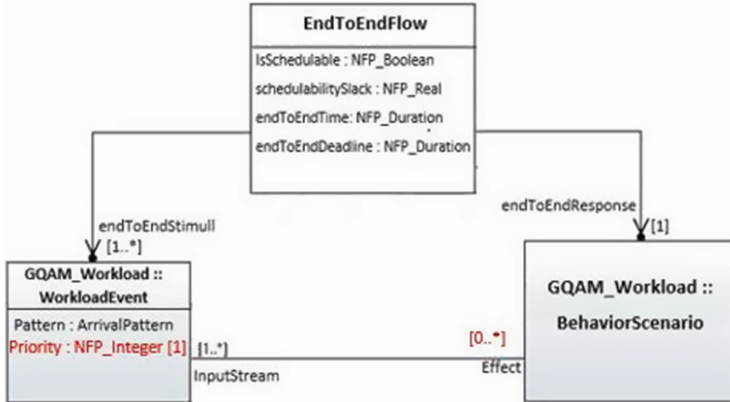 EndToEndFlow
IsSchedulable : NFP_Boolean
schedulabilitySlack : NFP_Real
endToEndTime: NFP_Duration
endToEndDeadline : NFP_Duration
endToEndStimull
[1..*]
endToEndResponse
[1]
GQAM_Workload ::
WorkloadEvent
Pattern : ArrivalPattern
Priority : NFP_Integer [1]
[1..*]
InputStream
[0..*]
Effect
GQAM_Workload ::
BehaviorScenario